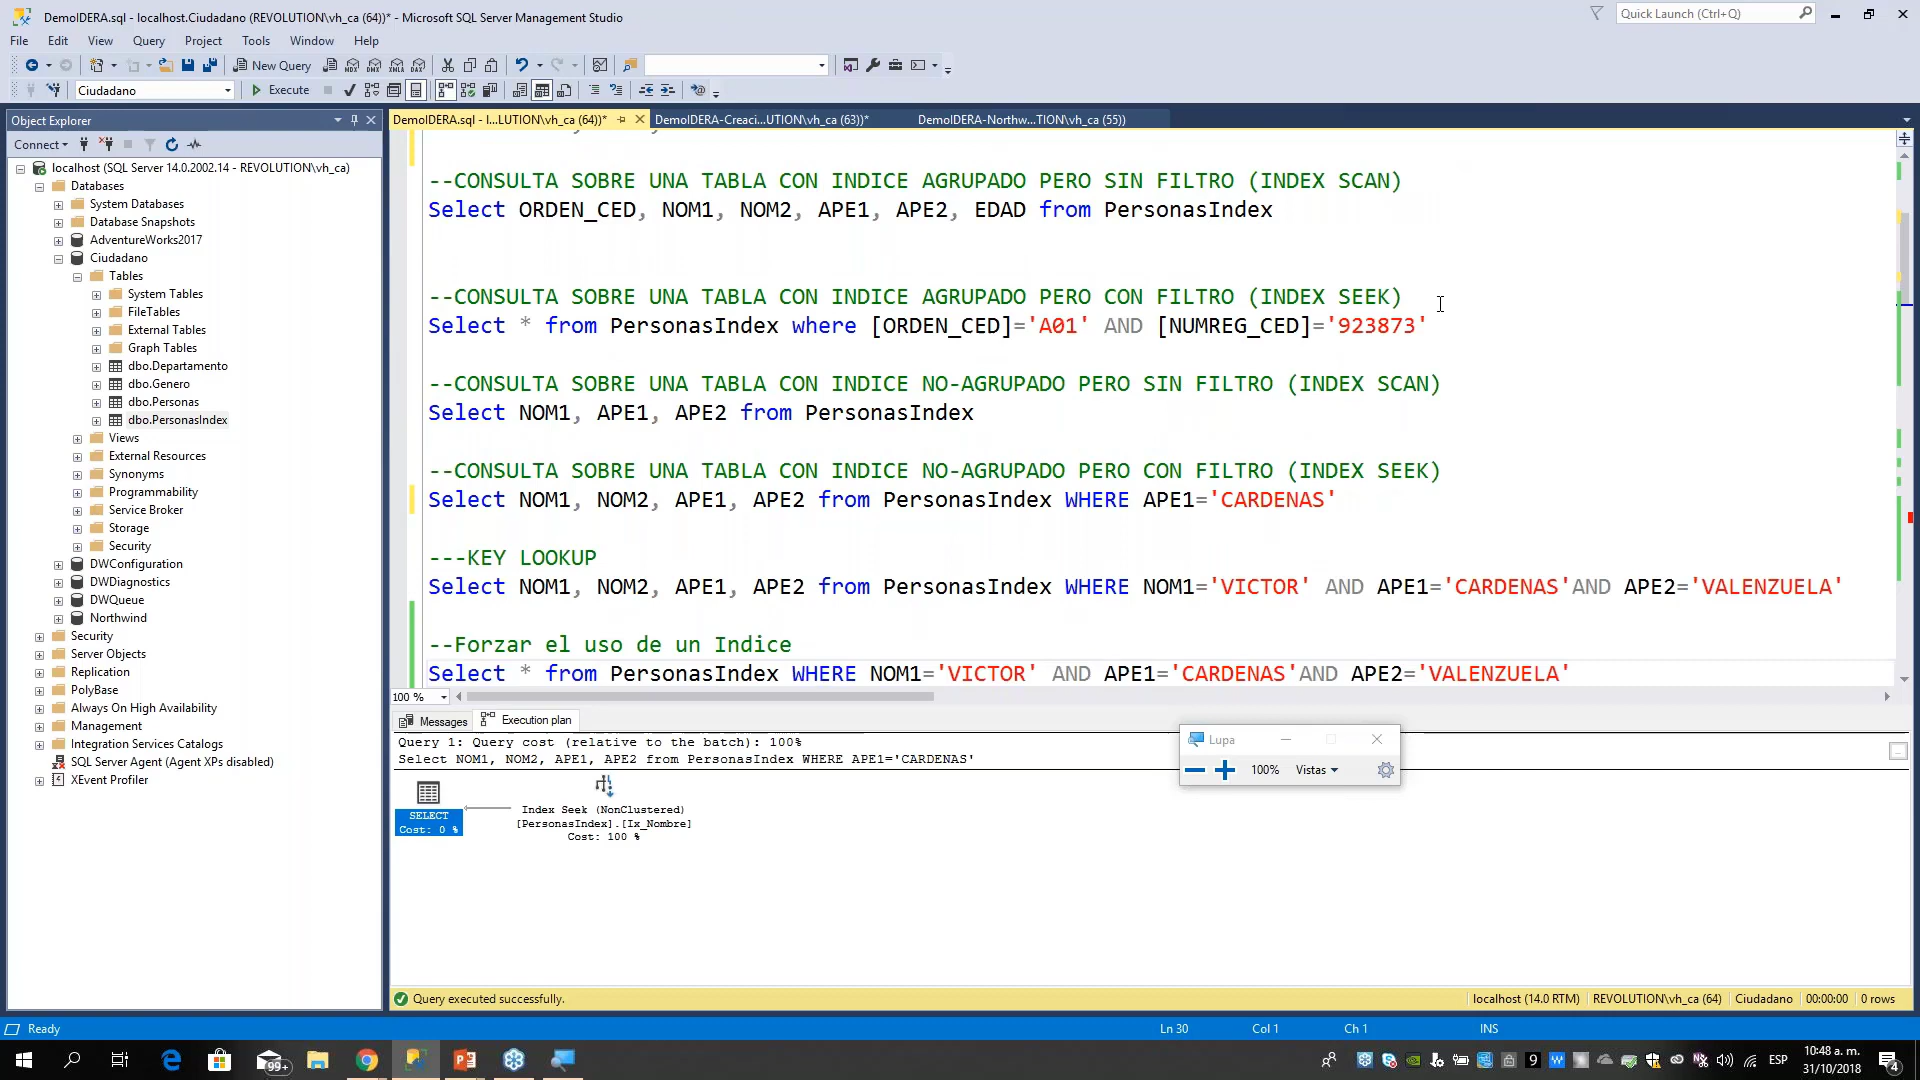 DemoIDERA.sql - localhost.Ciudadano (REVOLUTION\vh_ca (64))* - Microsoft SQL Server Management Studio
Quick Launch (Ctrl+Q)
File Edit View Query Project Tools Window Help
New Query
Ciudadano Execute
Object Explorer
Connect
localhost (SQL Server 14.0.2002.14 - REVOLUTION\vh_ca)
Databases
System Databases
Database Snapshots
AdventureWorks2017
Ciudadano
Tables
System Tables
FileTables
External Tables
Graph Tables
dbo.Departamento
dbo.Genero
dbo.Personas
dbo.PersonasIndex
Views
External Resources
Synonyms
Programmability
Service Broker
Storage
Security
DWConfiguration
DWDiagnostics
DWQueue
Northwind
Security
Server Objects
Replication
PolyBase
Always On High Availability
Management
Integration Services Catalogs
SQL Server Agent (Agent XPs disabled)
XEvent Profiler
DemoIDERA.sql - l...LUTION\vh_ca (64))* DemoIDERA-Creaci...UTION\vh_ca (63))* DemoIDERA-Northw...TION\vh_ca (55))
--CONSULTA SOBRE UNA TABLA CON INDICE AGRUPADO PERO SIN FILTRO (INDEX SCAN)
Select ORDEN_CED, NOM1, NOM2, APE1, APE2, EDAD from PersonasIndex
--CONSULTA SOBRE UNA TABLA CON INDICE AGRUPADO PERO CON FILTRO (INDEX SEEK)
Select * from PersonasIndex where [ORDEN_CED]='A01' AND [NUMREG_CED]='923873'
--CONSULTA SOBRE UNA TABLA CON INDICE NO-AGRUPADO PERO SIN FILTRO (INDEX SCAN)
Select NOM1, APE1, APE2 from PersonasIndex
--CONSULTA SOBRE UNA TABLA CON INDICE NO-AGRUPADO PERO CON FILTRO (INDEX SEEK)
Select NOM1, NOM2, APE1, APE2 from PersonasIndex WHERE APE1='CARDENAS'
---KEY LOOKUP
Select NOM1, NOM2, APE1, APE2 from PersonasIndex WHERE NOM1='VICTOR' AND APE1='CARDENAS'AND APE2='VALENZUELA'
--Forzar el uso de un Indice
Select * from PersonasIndex WHERE NOM1='VICTOR' AND APE1='CARDENAS'AND APE2='VALENZUELA'
100 %
Messages Execution plan
Query 1: Query cost (relative to the batch): 100%
Select NOM1, NOM2, APE1, APE2 from PersonasIndex WHERE APE1='CARDENAS'
SELECT
Cost: 0 %
Index Seek (NonClustered)
[PersonasIndex].[Ix_Nombre]
Cost: 100 %
Lupa
100% Vistas
Query executed successfully. localhost (14.0 RTM) REVOLUTION\vh_ca (64) Ciudadano 00:00:00 0 rows
Ready Ln 30 Col 1 Ch 1 INS
99+ 9 ESP 10:48 a. m.
31/10/2018 4